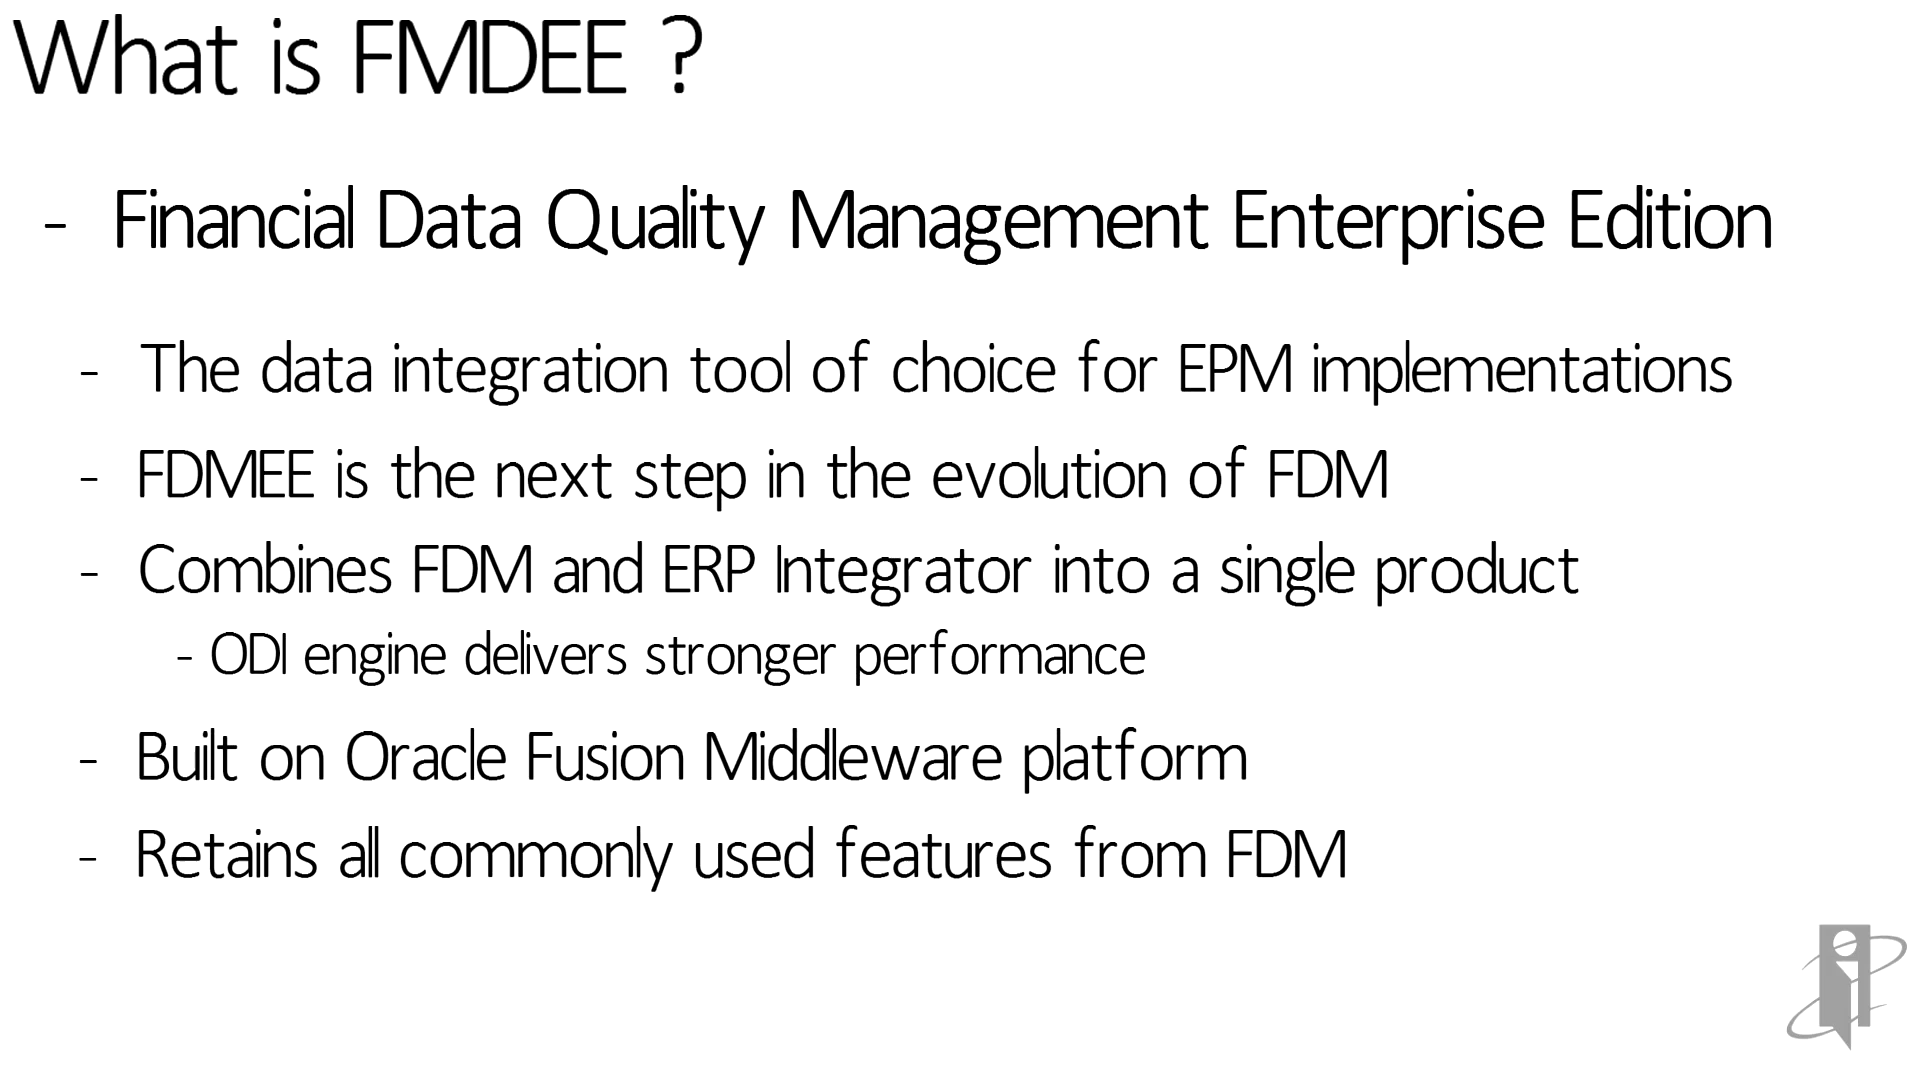 What is FMDEE ?
- Financial Data Quality Management Enterprise Edition
- The data integration tool of choice for EPM implementations
- FDMEE is the next step in the evolution of FDM
- Combines FDM and ERP Integrator into a single product
- ODI engine delivers stronger performance
- Built on Oracle Fusion Middleware platform
- Retains all commonly used features from FDM